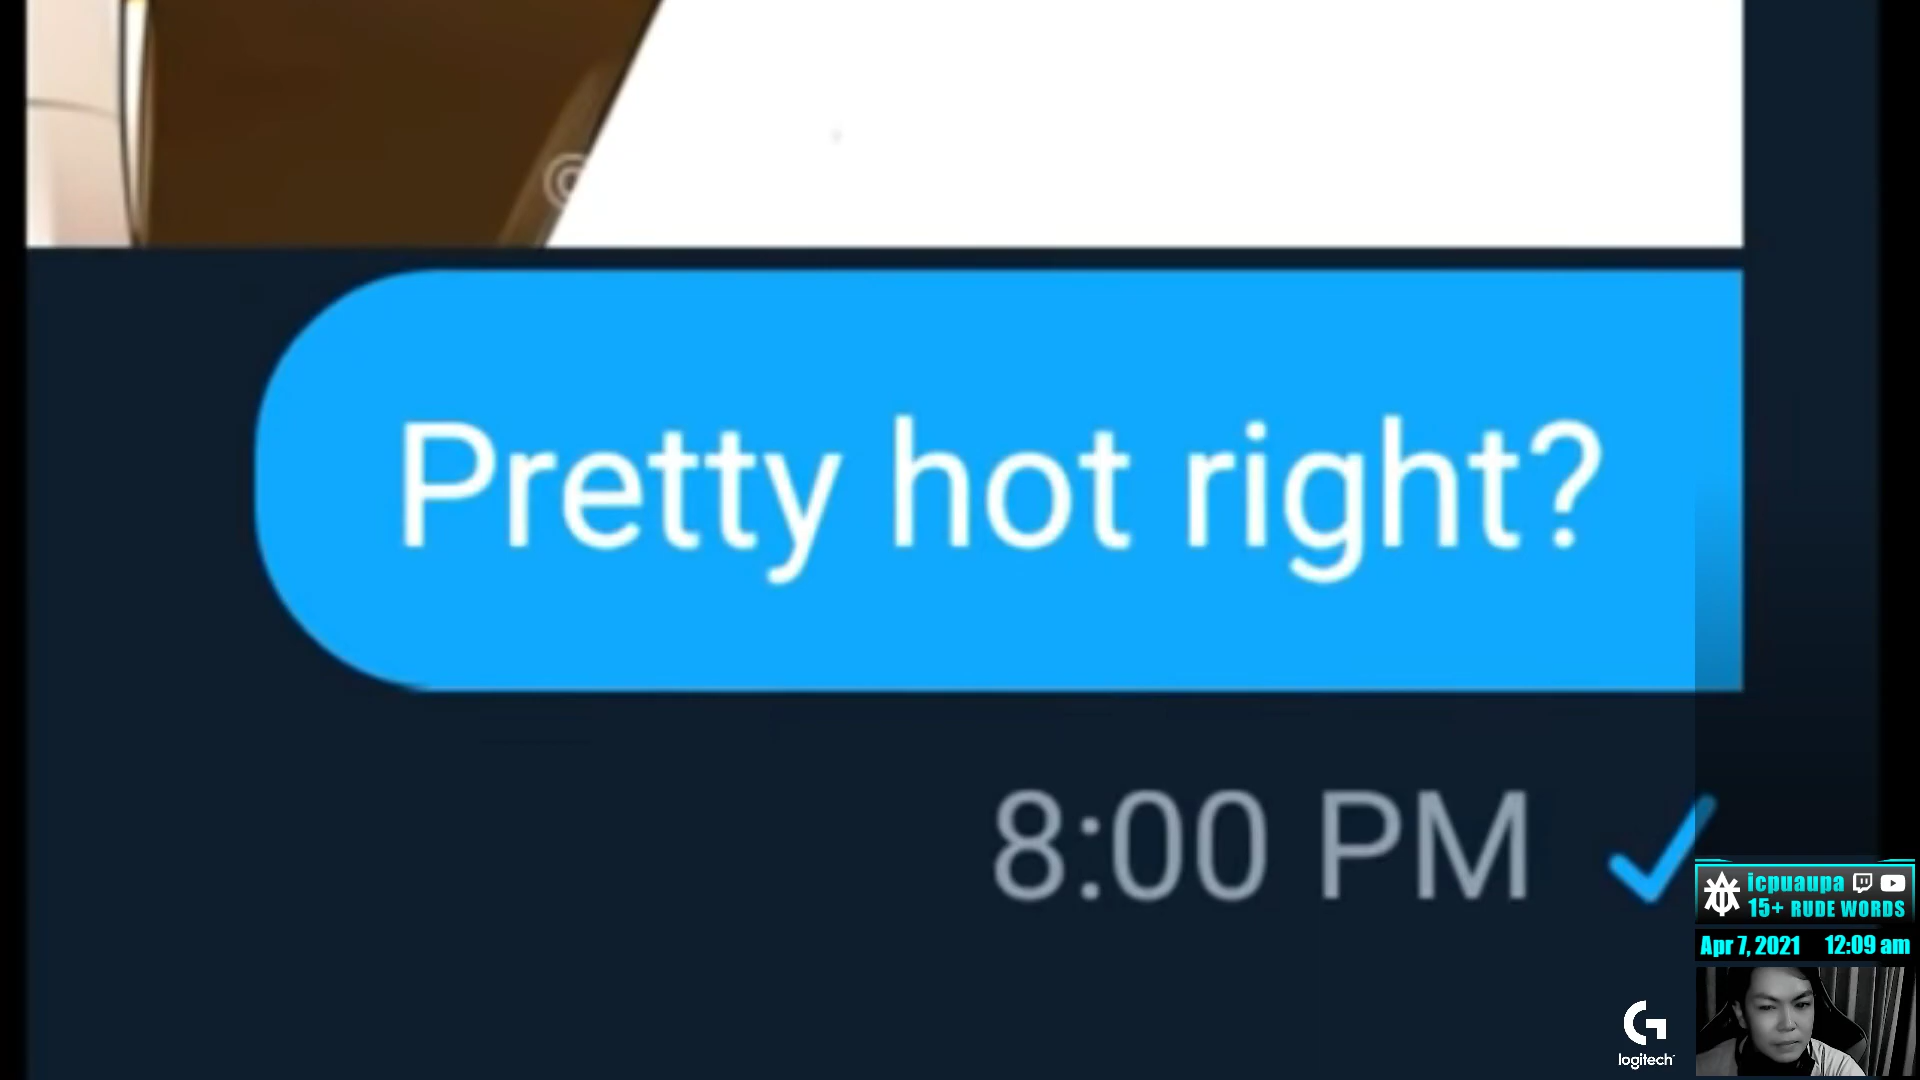 Pretty hot right?
8:00 PM
icpuaupa
15+ RUDE WORDS
Apr 7, 2021 12:09 am
logitech